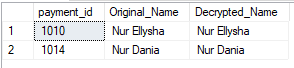 payment_id Original_Name Decrypted_Name
1 1010 Nur Ellysha Nur Ellysha
2 1014 Nur Dania Nur Dania